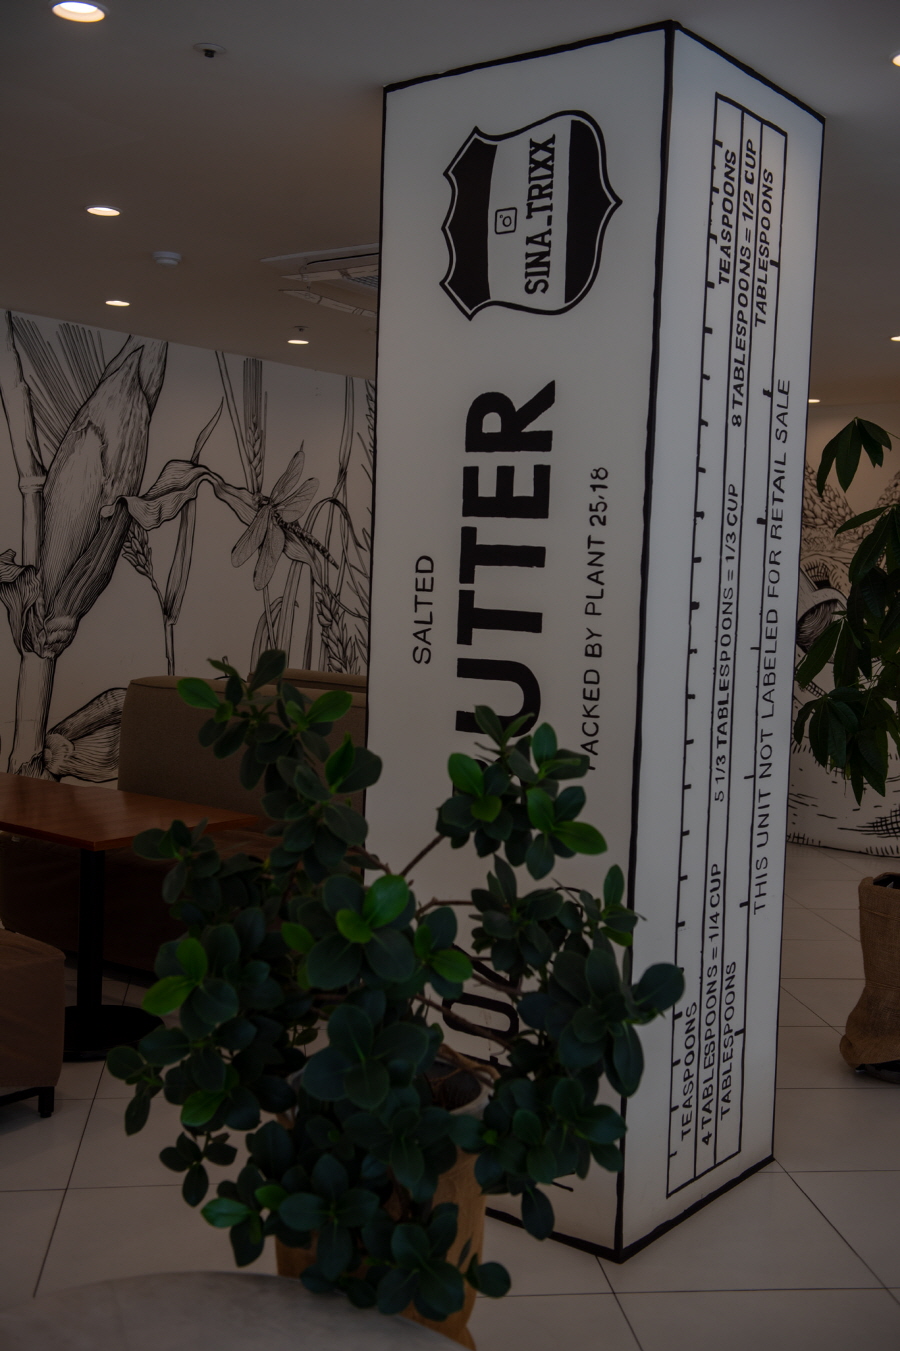 SINA_TRIXX
SALTED
UTTER
ACKED BY PLANT 25-18
TEASPOONS
8 TABLESPOONS = 1/2 CUP
TABLESPOONS
5 1/3 TABLESPOONS = 1/3 CUP
THIS UNIT NOT LABELED FOR RETAIL SALE
TEASPOONS
4 TABLESPOONS = 1/4 CUP
TABLESPOONS